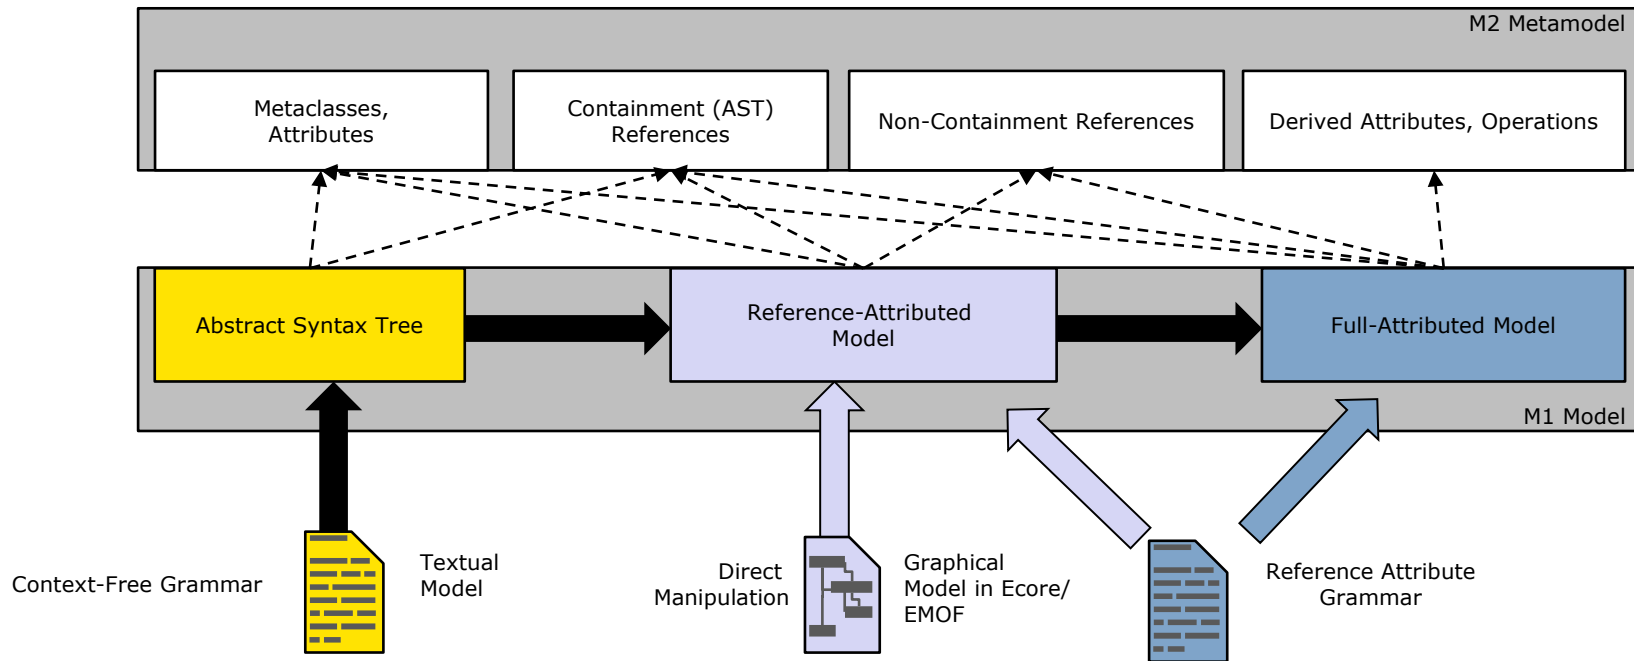 M2 Metamodel
Metaclasses,
Attributes
Containment (AST)
References
Non-Containment References
Derived Attributes, Operations
Abstract Syntax Tree
Reference-Attributed
Model
Full-Attributed Model
M1 Model
Context-Free Grammar
Textual
Model
Direct
Manipulation
Graphical
Model in Ecore/
EMOF
Reference Attribute
Grammar